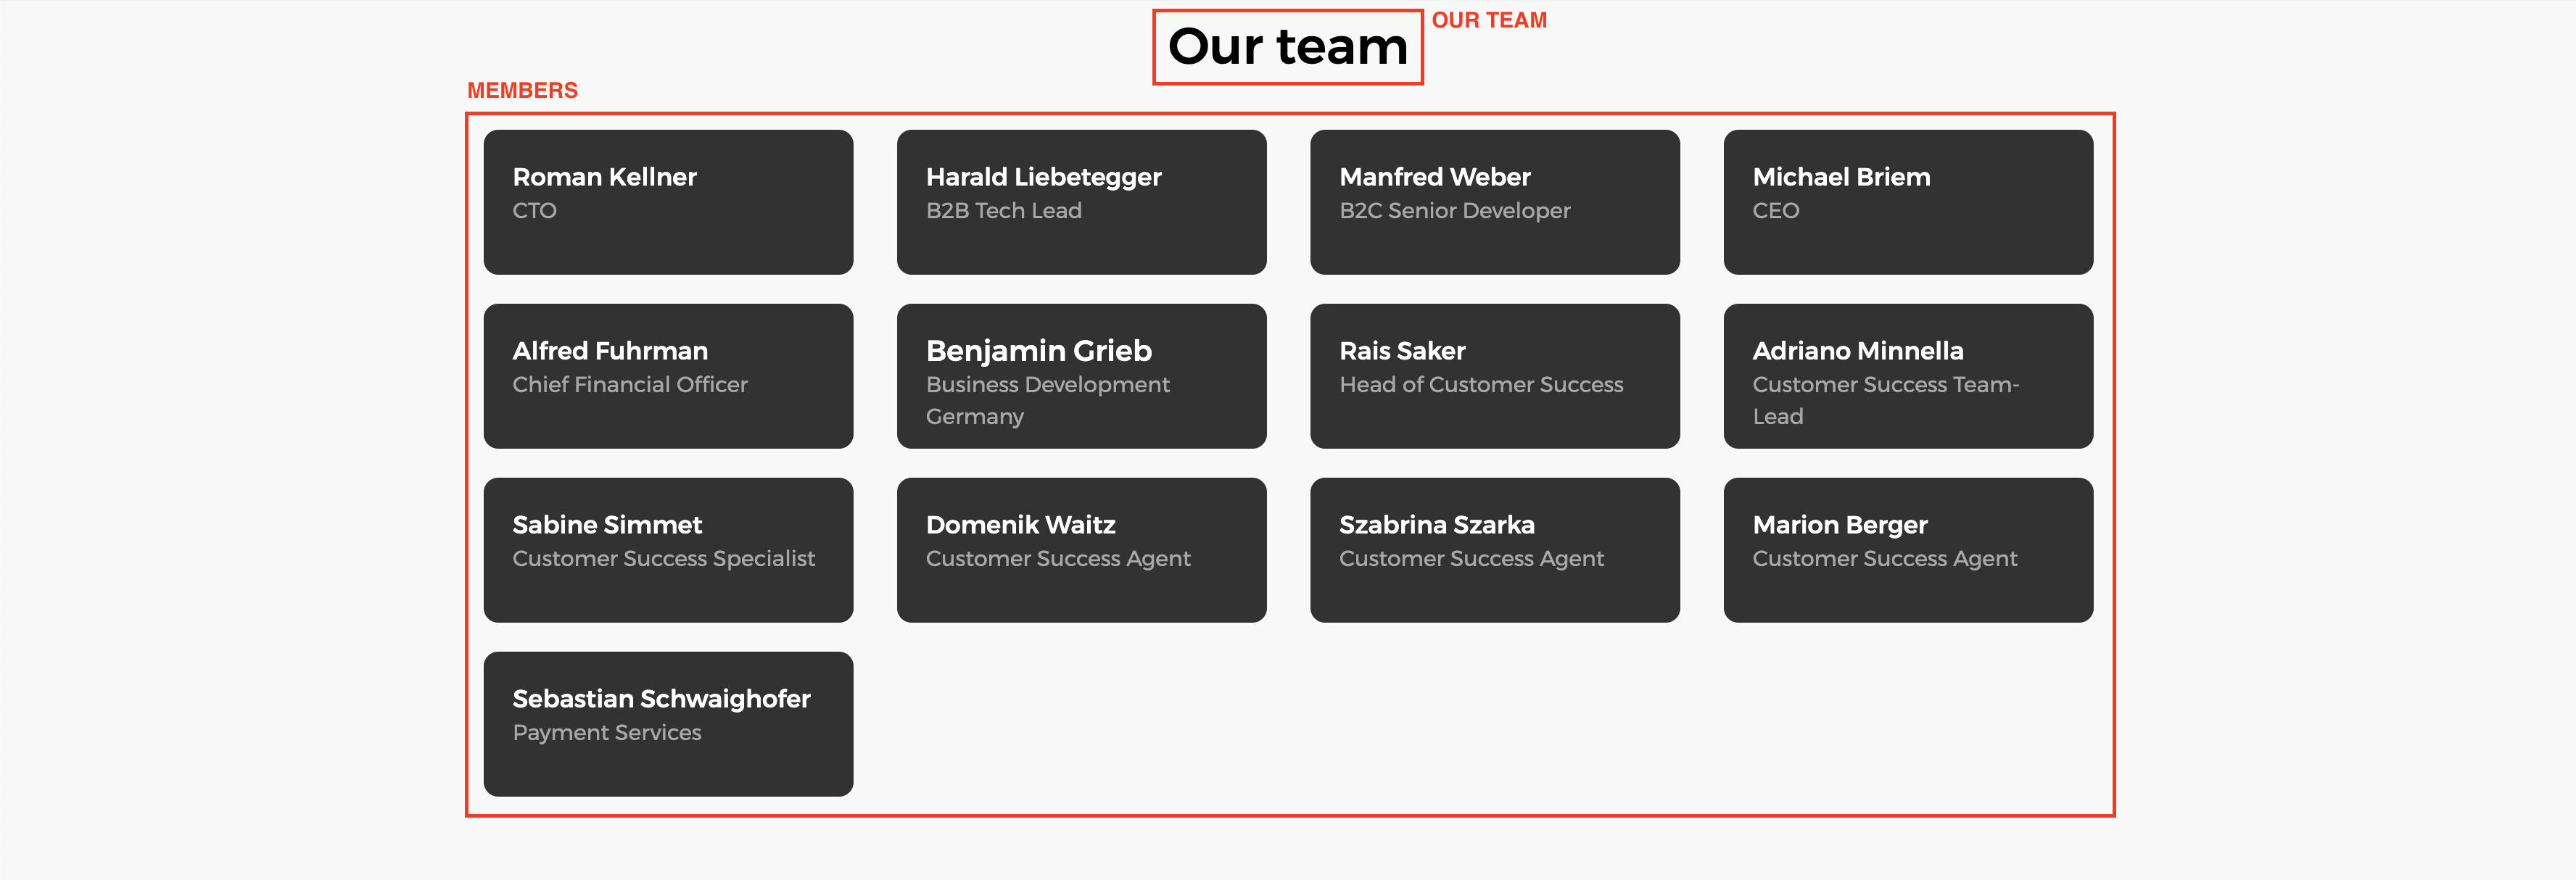 OUR TEAM
Our team
MEMBERS
Roman Kellner
CTO
Harald Liebetegger
B2B Tech Lead
Manfred Weber
B2C Senior Developer
Michael Briem
CEO
Alfred Fuhrman
Chief Financial Officer
Benjamin Grieb
Business Development
Germany
Rais Saker
Head of Customer Success
Adriano Minnella
Customer Success Team-
Lead
Sabine Simmet
Customer Success Specialist
Domenik Waitz
Customer Success Agent
Szabrina Szarka
Customer Success Agent
Marion Berger
Customer Success Agent
Sebastian Schwaighofer
Payment Services